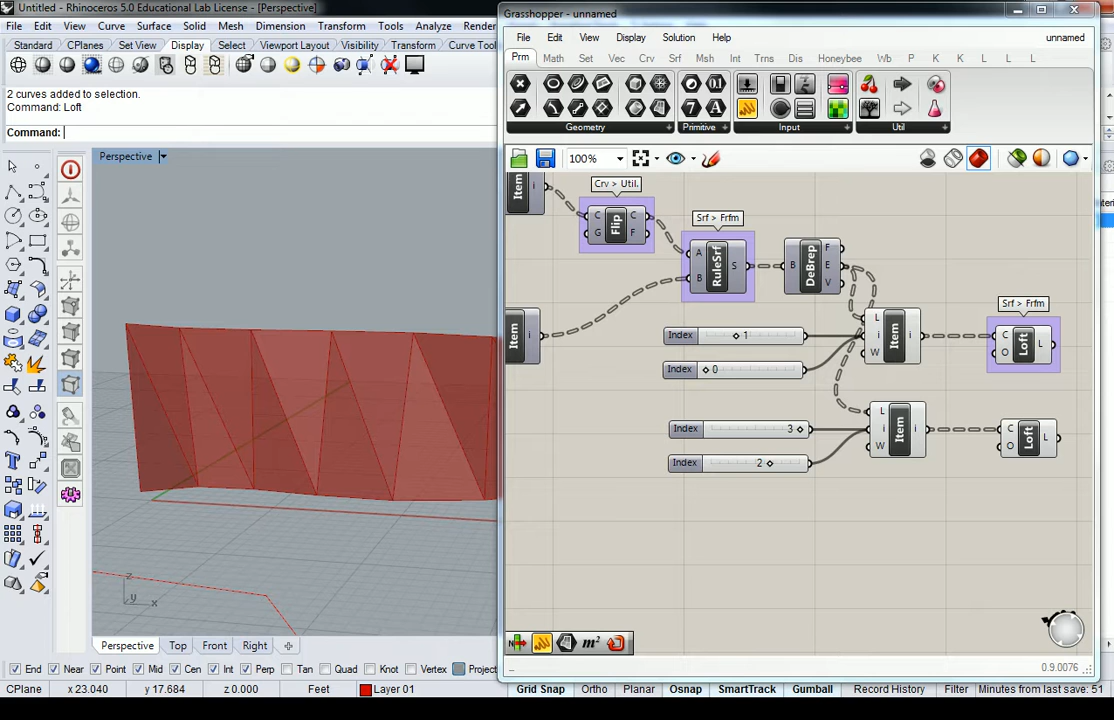 Untitled - Rhinoceros 5.0 Educational Lab License - [Perspective]
File Edit View Curve Surface Solid Mesh Dimension Transform Tools Analyze Render
Standard CPlanes Set View Display Select Viewport Layout Visibility Transform Curve Tools
2 curves added to selection.
Command: Loft
Command:
Perspective
z
y x
Perspective Top Front Right
End Near Point Mid Cen Int Perp Tan Quad Knot Vertex Project
CPlane x 23.040 y 17.684 z 0.000 Feet Layer 01 Grid Snap Ortho Planar Osnap SmartTrack Gumball Record History Filter Minutes from last save: 51
Grasshopper - unnamed
File Edit View Display Solution Help unnamed
Prm Math Set Vec Crv Srf Msh Int Trns Dis Honeybee W P K L L L
Geometry Primitive Input Util
100%
Item i
Crv > Util.
C Flip C
G F
Srf > Frfm
A RuleSrf S
B
B DeBrep F
E
V
Item i
Index 1
Index 0
L
i Item i
W
Srf > Frfm
C Loft L
O
Index 3
Index 2
L
i Item i
W
C Loft L
O
0.9.0076